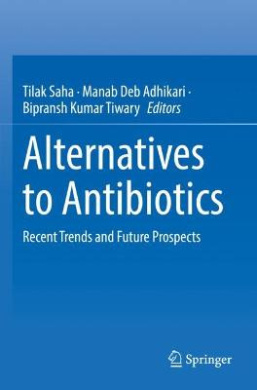 Tilak Saha · Manab Deb Adhikari ·
Bipransh Kumar Tiwary Editors
Alternatives
to Antibiotics
Recent Trends and Future Prospects
Springer